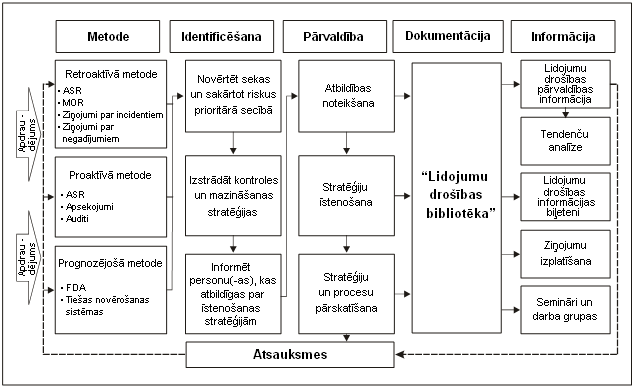 Metode
Identificēšana
Pārvaldība
Dokumentācija
Informācija
Apdrau -
dējums
Apdrau -
dējums
Retroaktīvā metode
• ASR
• MOR
• Ziņojumi par incidentiem
• Ziņojumi par
negadījumiem
Proaktīvā metode
• ASR
• Apsekojumi
• Auditi
Prognozējošā metode
• FDA
• Tiešas novērošanas
sistēmas
Novērtēt sekas
un sakārtot riskus
prioritārā secībā
Izstrādāt kontroles
un mazināšanas
stratēģijas
Informēt
personu(-as), kas
atbildīgas par
īstenošanas
stratēģijām
Atbildības
noteikšana
Stratēģiju
īstenošana
Stratēģiju
un procesu
pārskatīšana
“Lidojumu
drošības
bibliotēka”
Lidojumu
drošības
pārvaldības
informācija
Tendenču
analīze
Lidojumu
drošības
informācijas
biļeteni
Ziņojumu
izplatīšana
Semināri un
darba grupas
Atsauksmes